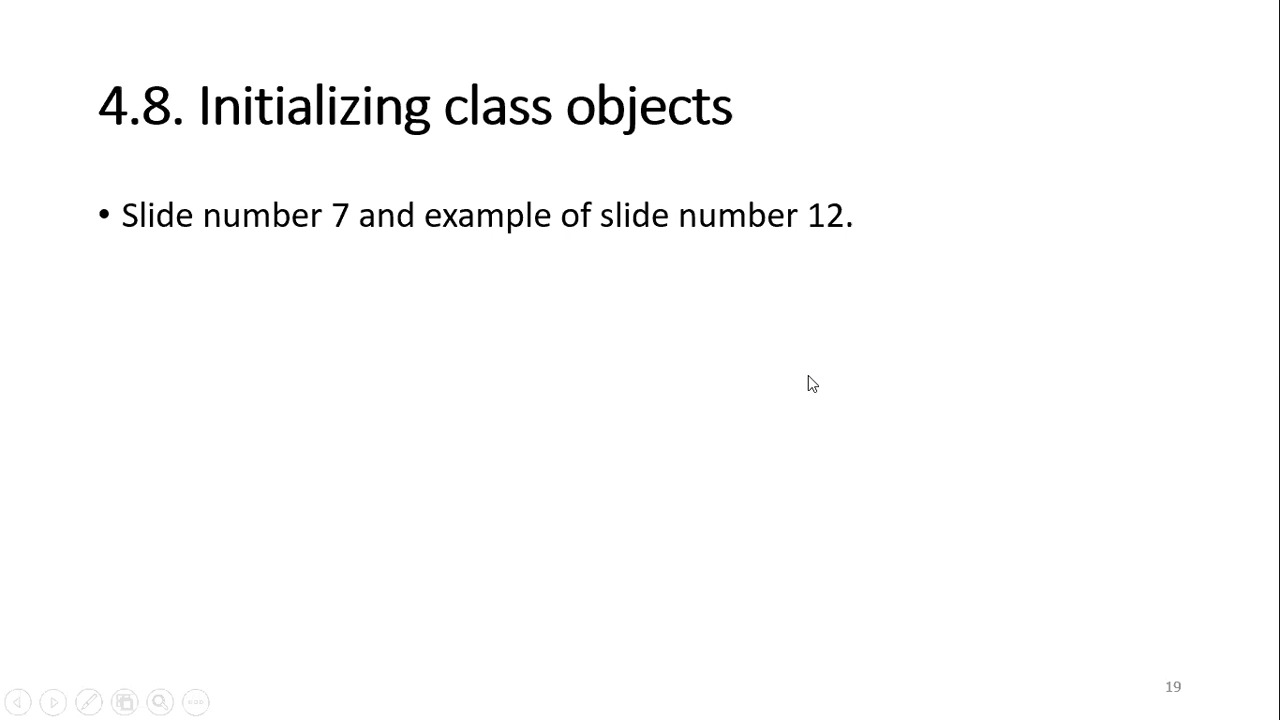 4.8. Initializing class objects
• Slide number 7 and example of slide number 12.
19